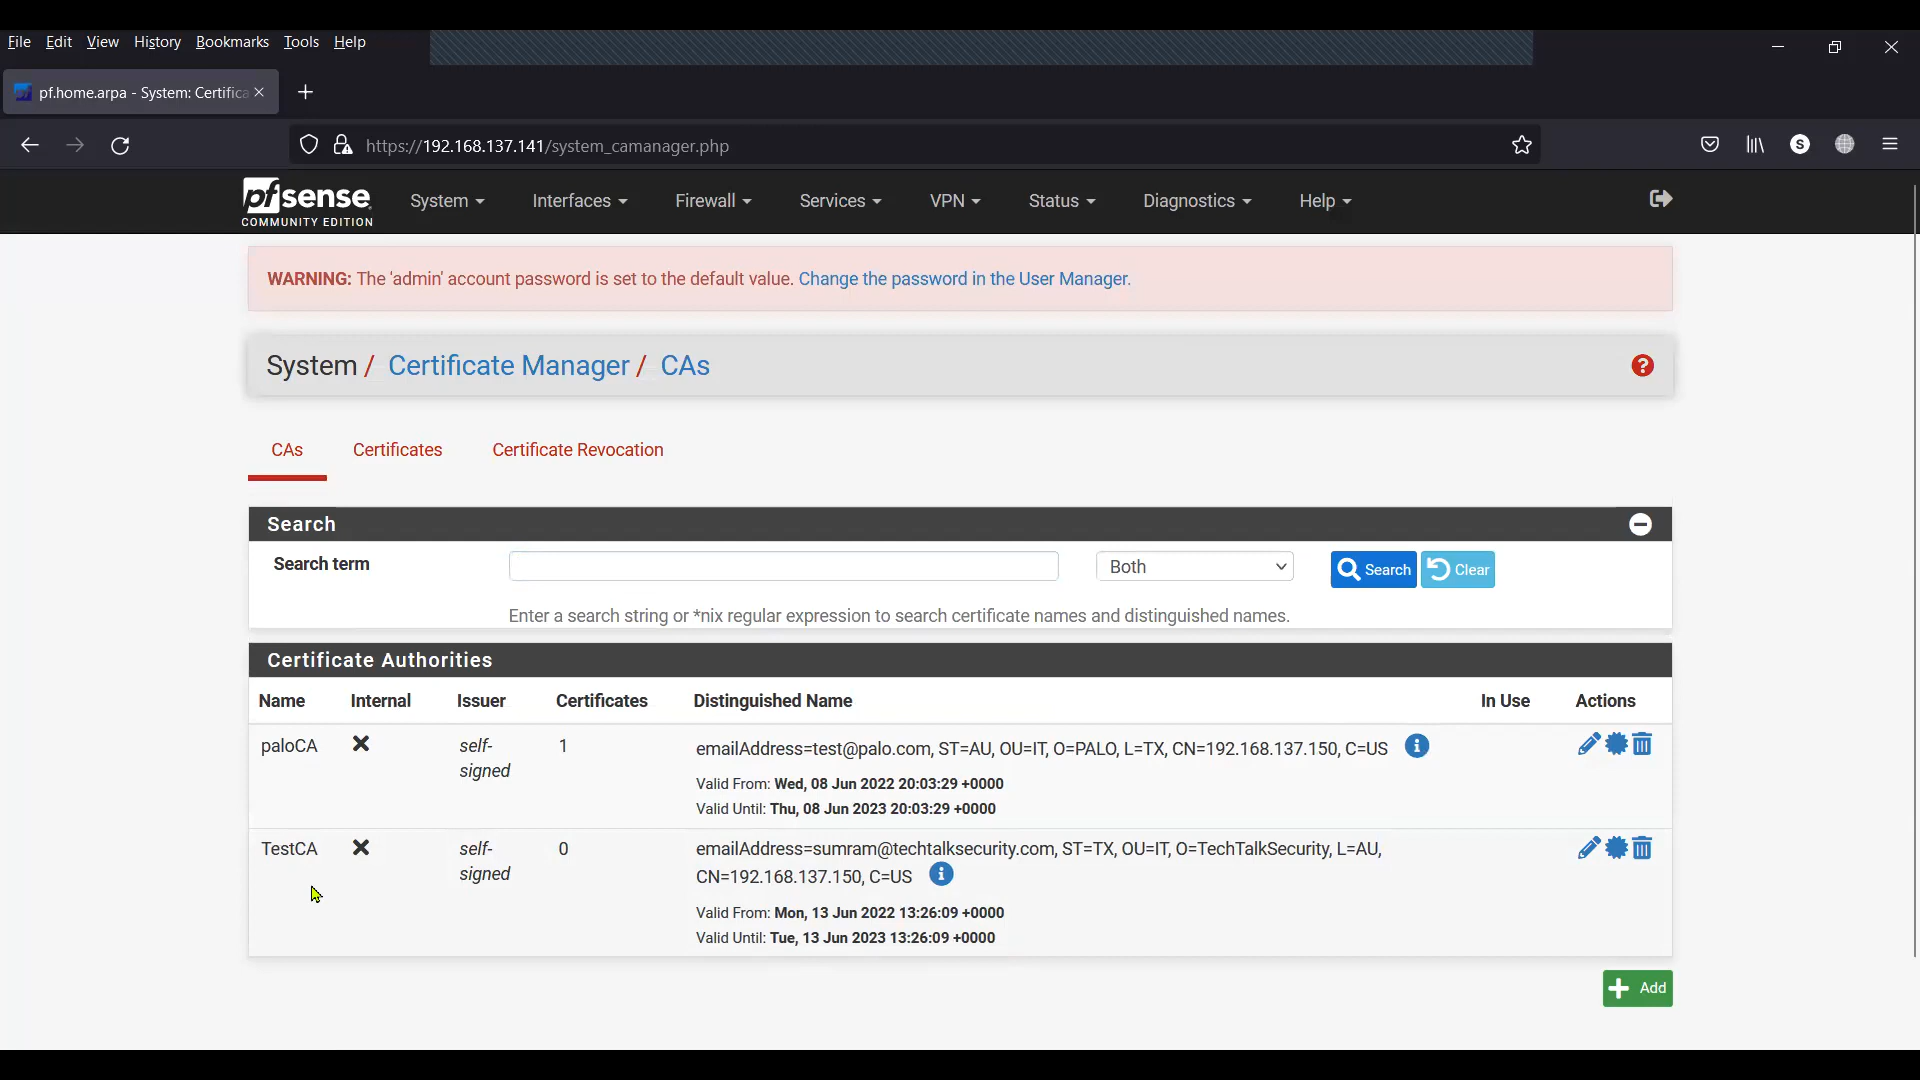 File Edit View History Bookmarks Tools Help
pf.home.arpa - System: Certifica
https://192.168.137.141/system_camanager.php
S
pfsense
COMMUNITY EDITION
System Interfaces Firewall Services VPN Status Diagnostics Help
WARNING: The 'admin' account password is set to the default value. Change the password in the User Manager.
System / Certificate Manager / CAs
?
CAs Certificates Certificate Revocation
Search
Search term Both Search Clear
Enter a search string or *nix regular expression to search certificate names and distinguished names.
Certificate Authorities
Name Internal Issuer Certificates Distinguished Name In Use Actions
paloCA self- 1 emailAddress=test@palo.com, ST=AU, OU=IT, O=PALO, L=TX, CN=192.168.137.150, C=US i
signed
Valid From: Wed, 08 Jun 2022 20:03:29 +0000
Valid Until: Thu, 08 Jun 2023 20:03:29 +0000
TestCA self- 0 emailAddress=sumram@techtalksecurity.com, ST=TX, OU=IT, O=TechTalkSecurity, L=AU,
signed CN=192.168.137.150, C=US i
Valid From: Mon, 13 Jun 2022 13:26:09 +0000
Valid Until: Tue, 13 Jun 2023 13:26:09 +0000
Add